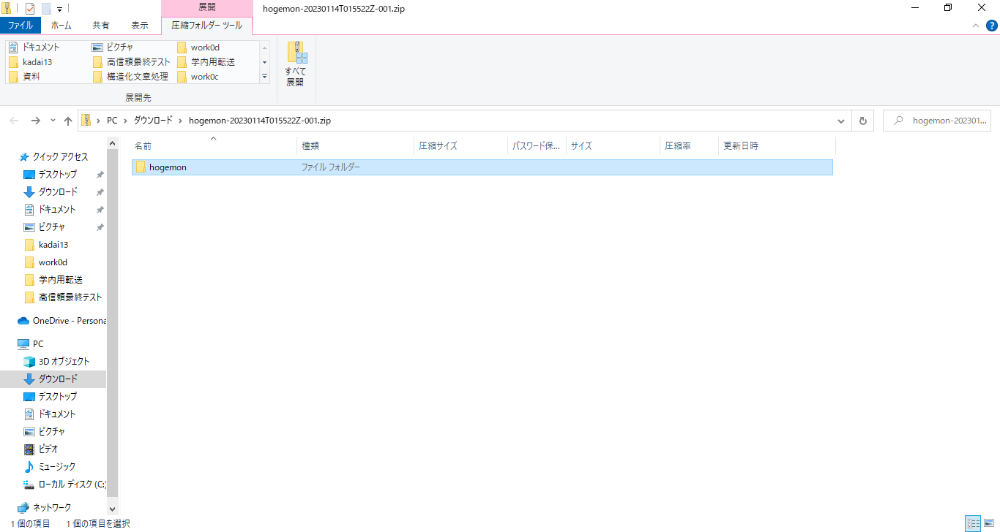 展開
hogemon-20230114T015522Z-001.zip
ファイル ホーム 共有 表示 圧縮フォルダー ツール
ドキュメント ピクチャ work0d
kadai13 高信頼最終テスト 学内用転送
資料 構造化文章処理 work0c
展開先
すべて
展開
PC ダウンロード hogemon-20230114T015522Z-001.zip
hogemon-202301...
名前 種類 圧縮サイズ パスワード保... サイズ 圧縮率 更新日時
hogemon ファイル フォルダー
クイック アクセス
デスクトップ
ダウンロード
ドキュメント
ピクチャ
kadai13
work0d
学内用転送
高信頼最終テスト
OneDrive - Persona
PC
3D オブジェクト
ダウンロード
デスクトップ
ドキュメント
ピクチャ
ビデオ
ミュージック
ローカル ディスク (C:)
ネットワーク
1 個の項目 1 個の項目を選択